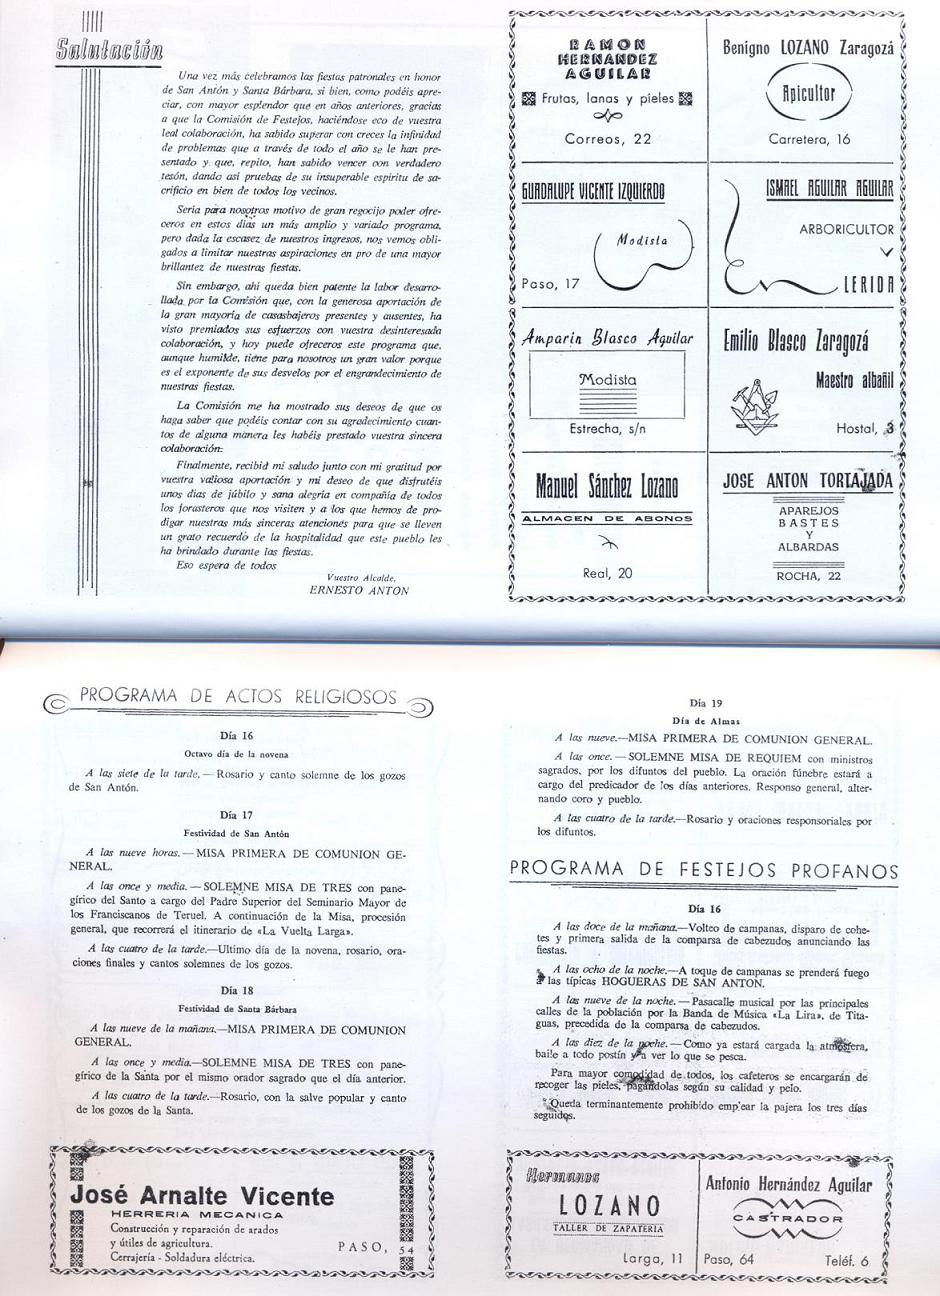 Salutación
Una vez más celebramos las fiestas patronales en honor
de San Antón y Santa Bárbara, si bien, como podéis apre-
ciar, con mayor esplendor que en años anteriores, gracias
a que la Comisión de Festejos, haciéndose eco de vuestra
leal colaboración, ha sabido superar con creces la infinidad
de problemas que a través de todo el año se le han pre-
sentado y que, repito, han sabido vencer con verdadero
tesón, dando así pruebas de su insuperable espíritu de sa-
crificio en bien de todos los vecinos.
Sería para nosotros motivo de gran regocijo poder ofre-
ceros en estos días un más amplio y variado programa,
pero dada la escasez de nuestros ingresos, nos vemos obli-
gados a limitar nuestras aspiraciones en pro de una mayor
brillantez de nuestras fiestas.
Sin embargo, ahí queda bien patente la labor desarro-
llada por la Comisión que, con la generosa aportación de
la gran mayoría de casasbajeros presentes y ausentes, ha
visto premiados sus esfuerzos con vuestra desinteresada
colaboración, y hoy puede ofreceros este programa que,
aunque humilde, tiene para nosotros un gran valor porque
es el exponente de sus desvelos por el engrandecimiento de
nuestras fiestas.
La Comisión me ha mostrado sus deseos de que os
haga saber que podéis contar con su agradecimiento cuan-
tos de alguna manera les habéis prestado vuestra sincera
colaboración.
Finalmente, recibid mi saludo junto con mi gratitud por
vuestra valiosa aportación y mi deseo de que disfrutéis
unos días de júbilo y sana alegría en compañía de todos
los forasteros que nos visiten y a los que hemos de pro-
digar nuestras más sinceras atenciones para que se lleven
un grato recuerdo de la hospitalidad que este pueblo les
ha brindado durante las fiestas.
Eso espera de todos
Vuestro Alcalde,
ERNESTO ANTON
RAMON
HERNANDEZ
AGUILAR
Frutas, lanas y pieles
Correos, 22
Benigno LOZANO Zaragozá
Apicultor
Carretera, 16
GUADALUPE VICENTE IZQUIERDO
Modista
Paso, 17
ISMAEL AGUILAR AGUILAR
ARBORICULTOR
LERIDA
Amparín Blasco Aguilar
Modista
Estrecha, s/n
Emilio Blasco Zaragozá
Maestro albañil
Hostal, 3
Manuel Sánchez Lozano
ALMACEN DE ABONOS
Real, 20
JOSE ANTON TORTAJADA
APAREJOS
BASTES
Y
ALBARDAS
ROCHA, 22
PROGRAMA DE ACTOS RELIGIOSOS
Día 16
Octavo día de la novena
A las siete de la tarde.—Rosario y canto solemne de los gozos
de San Antón.
Día 17
Festividad de San Antón
A las nueve horas.—MISA PRIMERA DE COMUNION GE-
NERAL.
A las once y media.—SOLEMNE MISA DE TRES con pane-
gírico del Santo a cargo del Padre Superior del Seminario Mayor de
los Franciscanos de Teruel. A continuación de la Misa, procesión
general, que recorrerá el itinerario de «La Vuelta Larga».
A las cuatro de la tarde.—Ultimo día de la novena, rosario, ora-
ciones finales y cantos solemnes de los gozos.
Día 18
Festividad de Santa Bárbara
A las nueve de la mañana.—MISA PRIMERA DE COMUNION
GENERAL.
A las once y media.—SOLEMNE MISA DE TRES con pane-
gírico de la Santa por el mismo orador sagrado que el día anterior.
A las cuatro de la tarde.—Rosario, con la salve popular y canto
de los gozos de la Santa.
José Arnalte Vicente
HERRERIA MECANICA
Construcción y reparación de arados
y útiles de agricultura.
Cerrajería - Soldadura eléctrica.
PASO, 54
Día 19
Día de Almas
A las nueve.—MISA PRIMERA DE COMUNION GENERAL.
A las once.—SOLEMNE MISA DE REQUIEM con ministros
sagrados, por los difuntos del pueblo. La oración fúnebre estará a
cargo del predicador de los días anteriores. Responso general, alter-
nando coro y pueblo.
A las cuatro de la tarde.—Rosario y oraciones responsoriales por
los difuntos.
PROGRAMA DE FESTEJOS PROFANOS
Día 16
A las doce de la mañana.—Volteo de campanas, disparo de cohe-
tes y primera salida de la comparsa de cabezudos anunciando las
fiestas.
A las ocho de la noche.—A toque de campanas se prenderá fuego
a las típicas HOGUERAS DE SAN ANTON.
A las nueve de la noche.—Pasacalle musical por las principales
calles de la población por la Banda de Música «La Lira», de Tita-
guas, precedida de la comparsa de cabezudos.
A las diez de la noche.—Como ya estará cargada la atmósfera,
baile a todo postín y a ver lo que se pesca.
Para mayor comodidad de todos, los cafeteros se encargarán de
recoger las pieles, pagándolas según su calidad y pelo.
Queda terminantemente prohibido emp'ear la pajera los tres días
seguidos.
Hermanos
LOZANO
TALLER DE ZAPATERIA
Larga, 11
Antonio Hernández Aguilar
CASTRADOR
Paso, 64
Teléf. 6